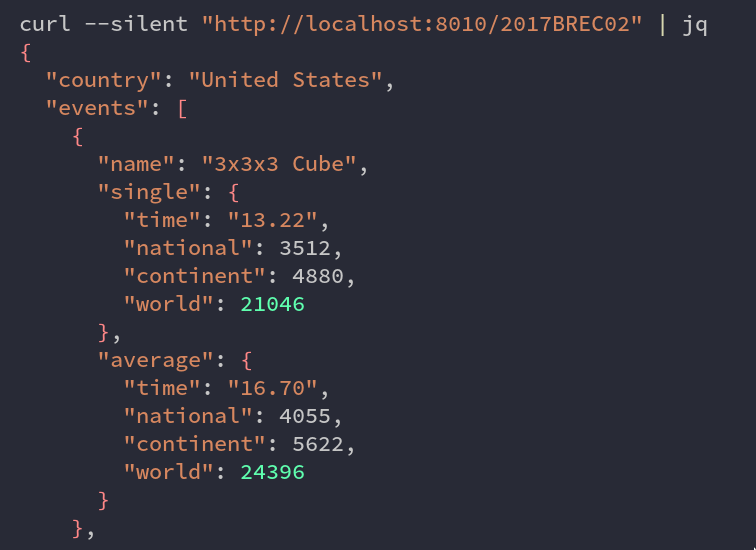 curl --silent "http://localhost:8010/2017BREC02" | jq
{
  "country": "United States",
  "events": [
    {
      "name": "3x3x3 Cube",
      "single": {
        "time": "13.22",
        "national": 3512,
        "continent": 4880,
        "world": 21046
      },
      "average": {
        "time": "16.70",
        "national": 4055,
        "continent": 5622,
        "world": 24396
      }
    },